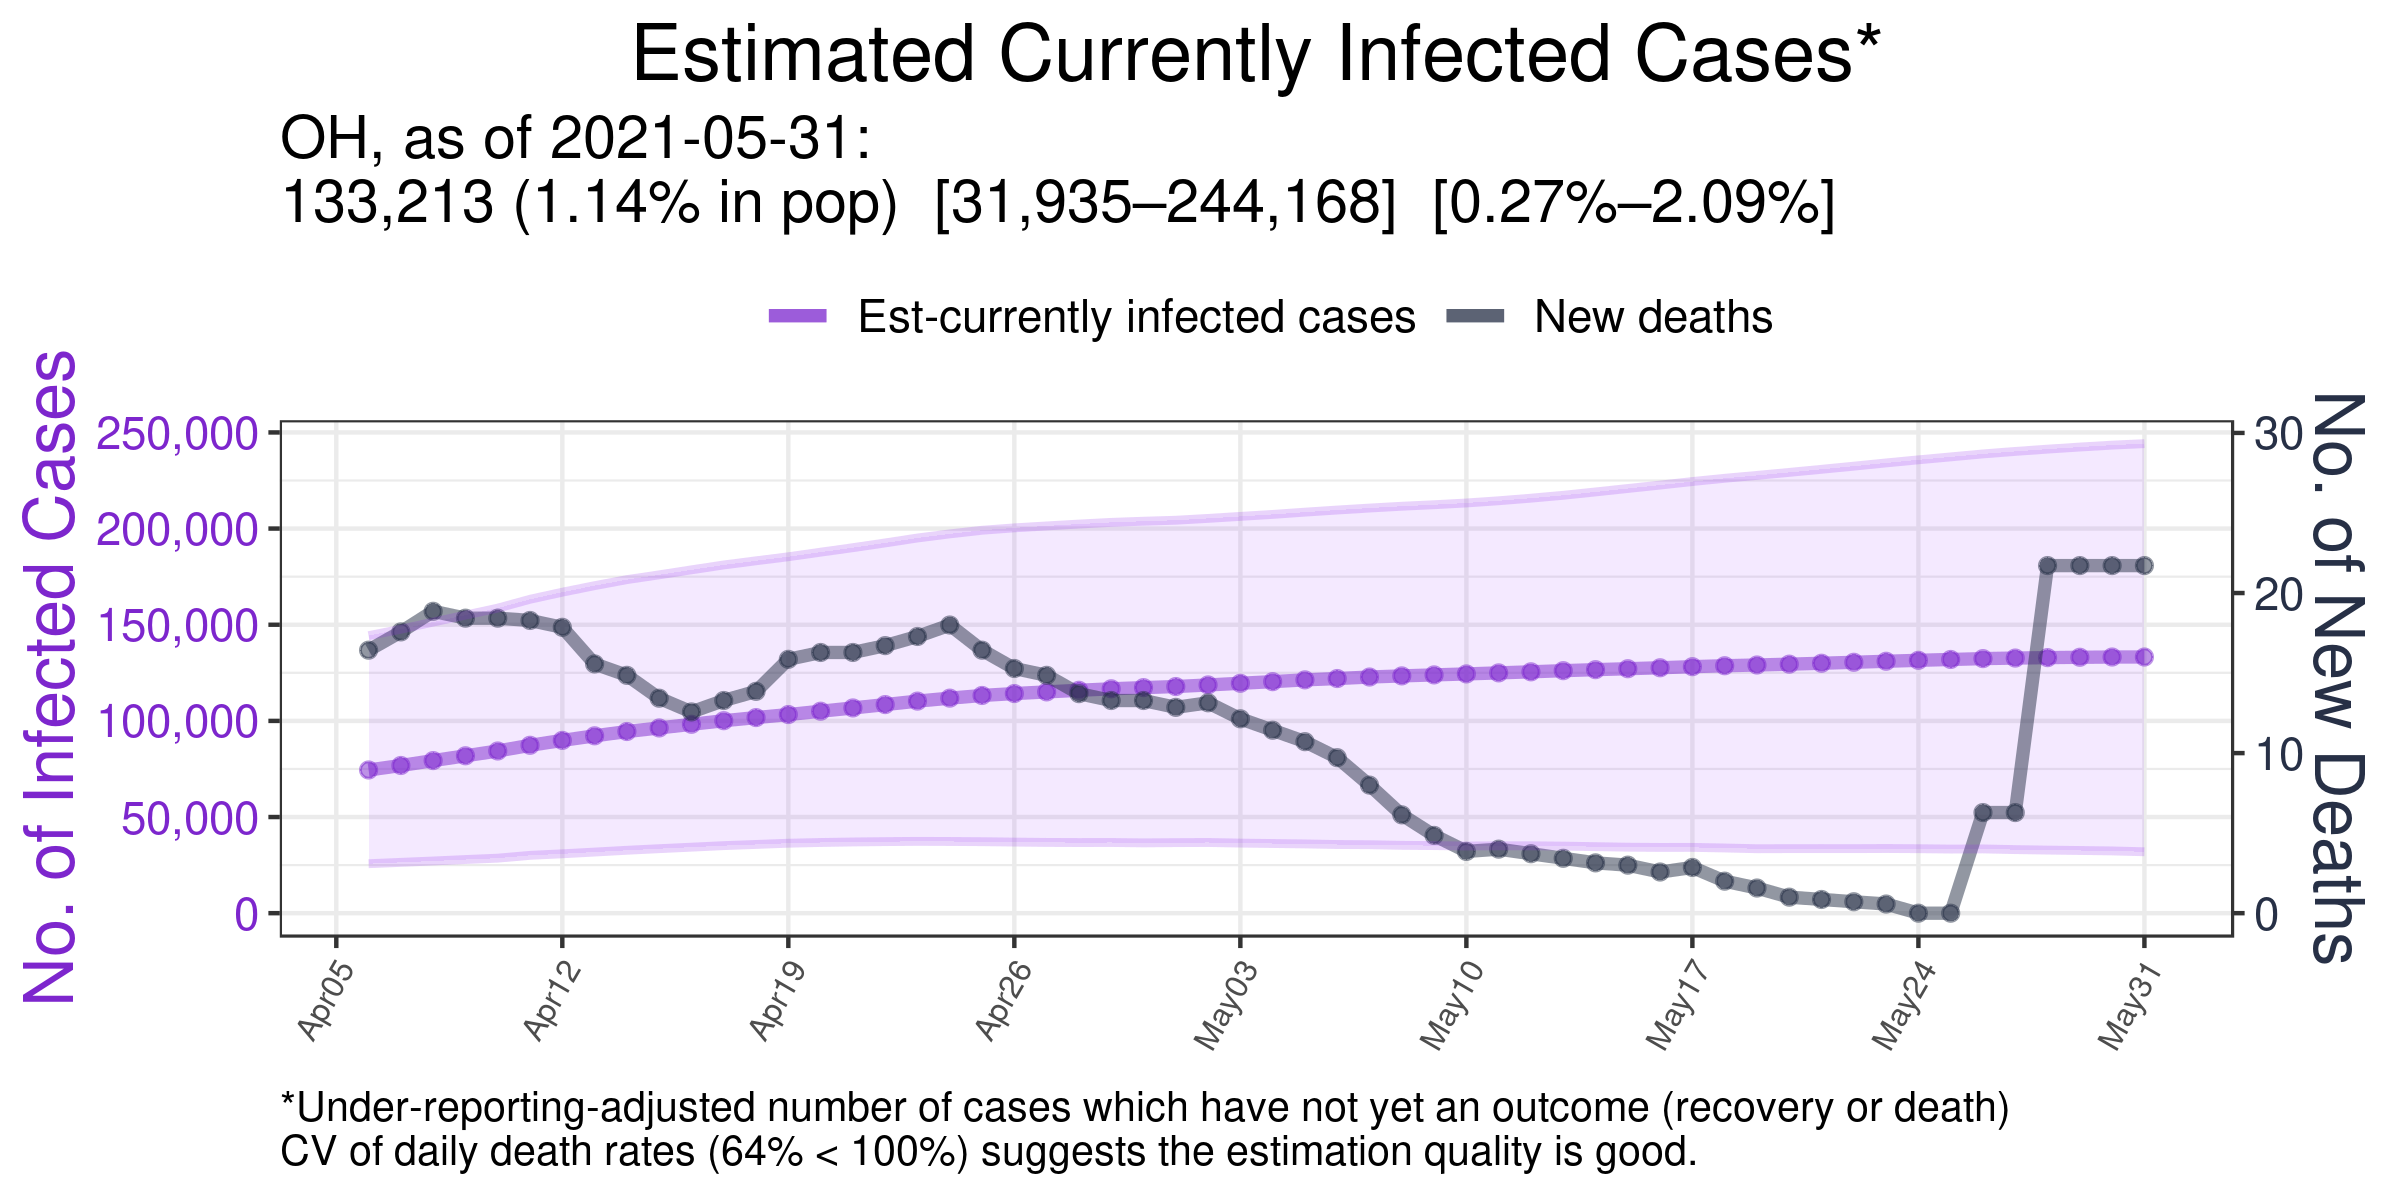 Estimated Currently Infected Cases*
OH, as of 2021-05-31:
133,213 (1.14% in pop)  [31,935–244,168]  [0.27%–2.09%]
Est-currently infected cases
New deaths
No. of Infected Cases
250,000
200,000
150,000
100,000
50,000
0
30
20
10
0
No. of New Deaths
Apr05
Apr12
Apr19
Apr26
May03
May10
May17
May24
May31
*Under-reporting-adjusted number of cases which have not yet an outcome (recovery or death)
CV of daily death rates (64% < 100%) suggests the estimation quality is good.